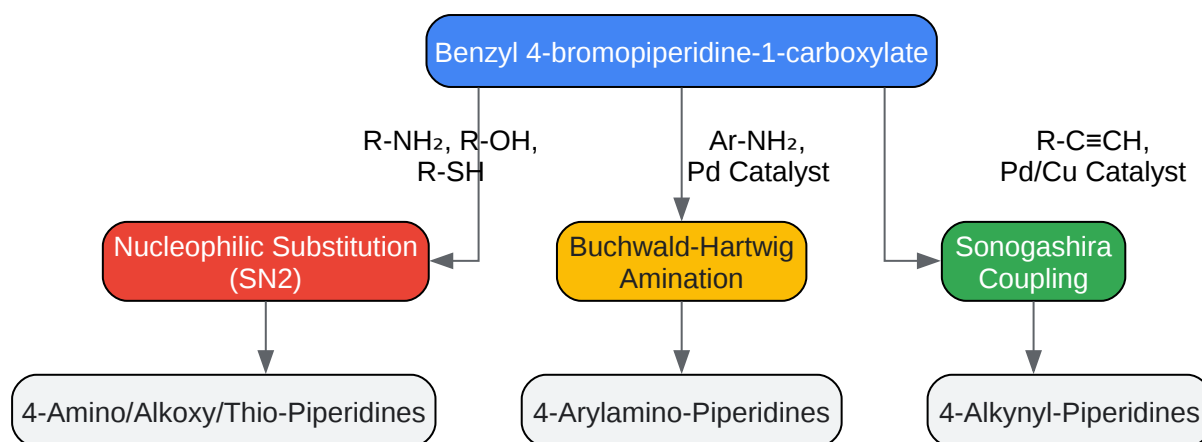 Benzyl 4-bromopiperidine-1-carboxylate
R-NH₂, R-OH,
R-SH
Ar-NH₂,
Pd Catalyst
R-C≡CH,
Pd/Cu Catalyst
Nucleophilic Substitution
(SN2)
Buchwald-Hartwig
Amination
Sonogashira
Coupling
4-Amino/Alkoxy/Thio-Piperidines
4-Arylamino-Piperidines
4-Alkynyl-Piperidines